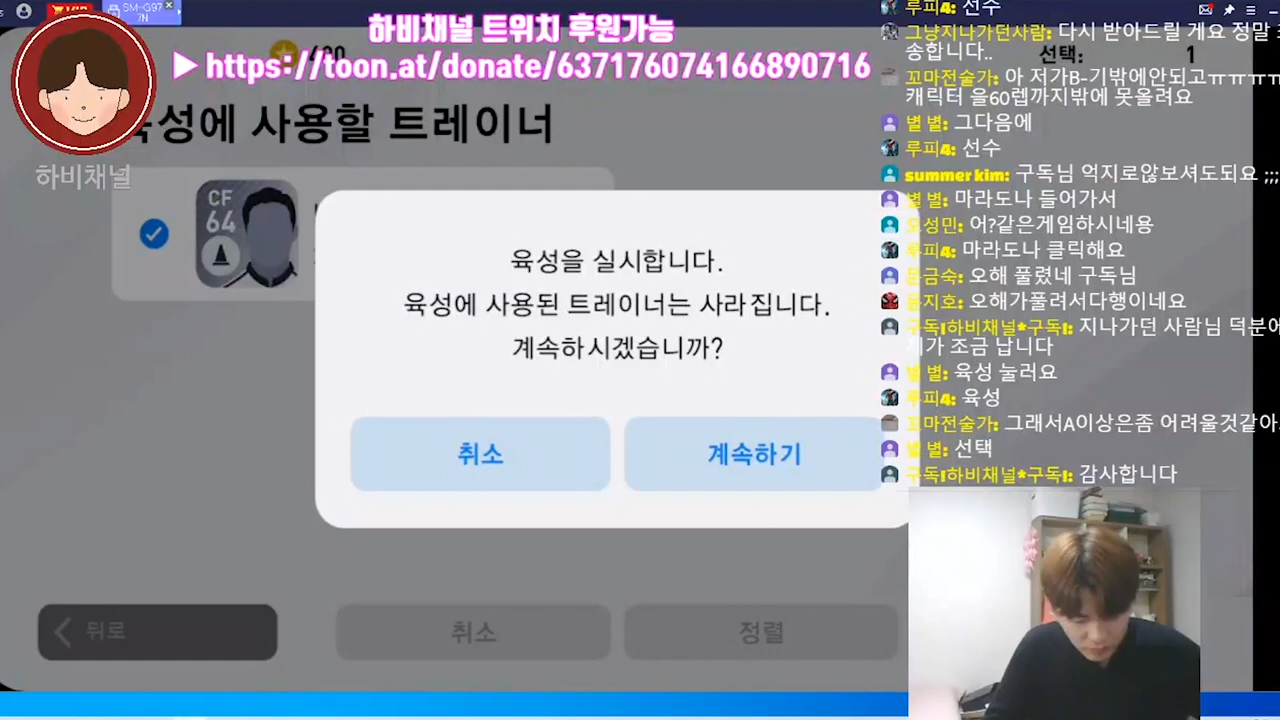 SM-G97
7N
하비채널 트위치 후원가능
▶ https://toon.at/donate/637176074166890716
하비채널
선택:
1
육성에 사용할 트레이너
CF
64
육성을 실시합니다.
육성에 사용된 트레이너는 사라집니다.
계속하시겠습니까?
취소
계속하기
뒤로
취소
정렬
루피4: 선수
그냥지나가던사람: 다시 받아드릴 게요 정말
송합니다..
꼬마전술가: 아 저가B-기밖에안되고ㅠㅠㅠㅠ
캐릭터 을60렙까지밖에 못올려요
별 별: 그다음에
루피4: 선수
summer kim: 구독님 억지로않보셔도되요 ;;;
별 별: 마라도나 들어가서
오성민: 어?같은게임하시네용
루피4: 마라도나 클릭해요
문금숙: 오해 풀렸네 구독님
윤지호: 오해가풀려서다행이네요
구독!하비채널*구독!: 지나가던 사람님 덕분에
기가 조금 납니다
별 별: 육성 눌러요
루피4: 육성
꼬마전술가: 그래서A이상은좀 어려울것같아
별 별: 선택
구독!하비채널*구독!: 감사합니다